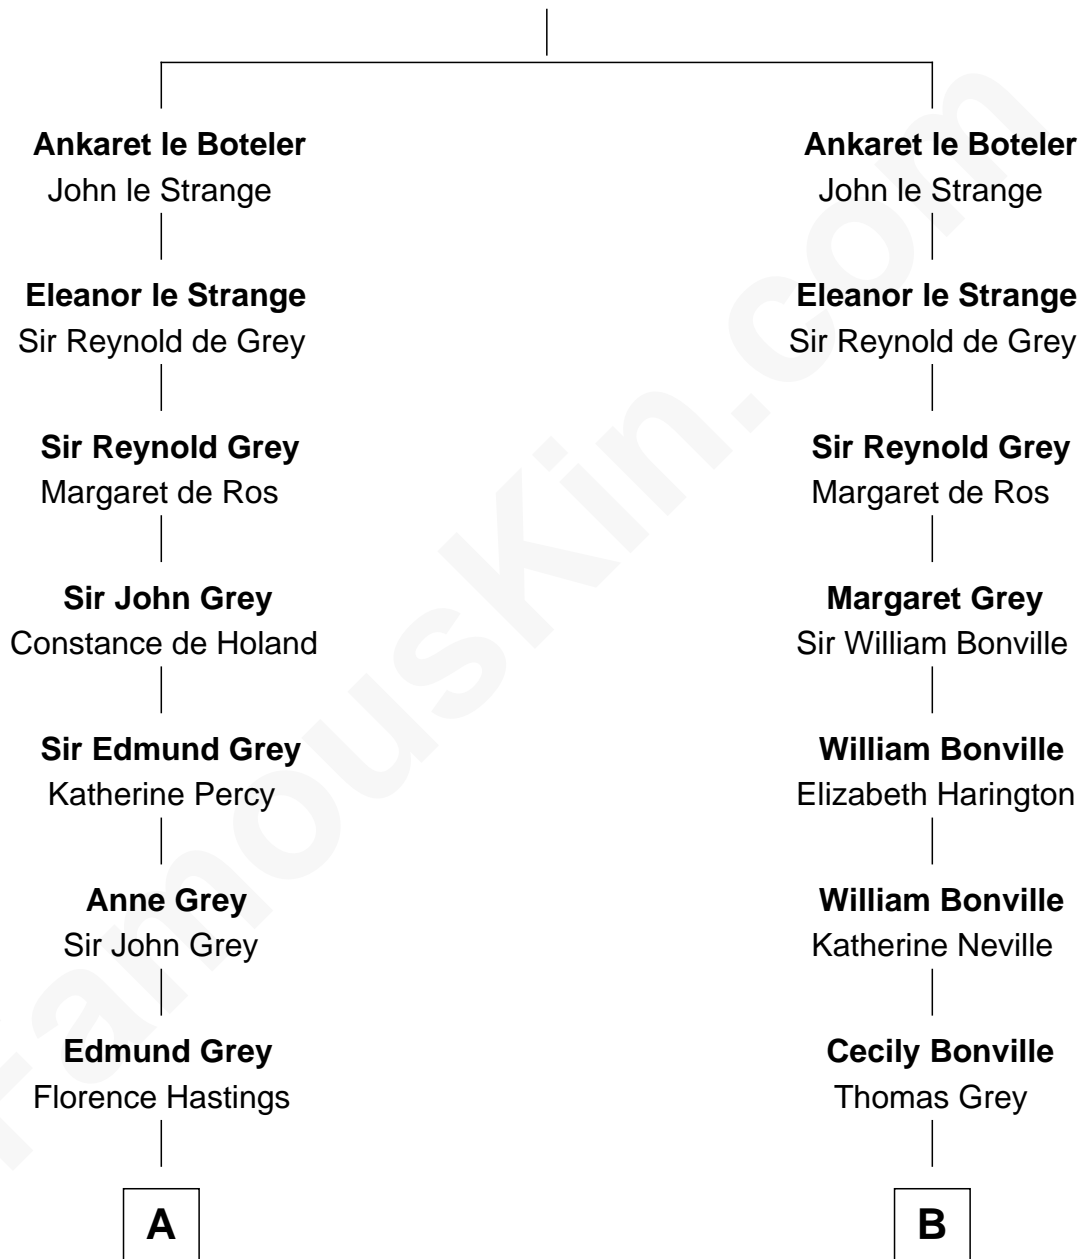 Ankaret le Boteler
John le Strange
Eleanor le Strange
Sir Reynold de Grey
Sir Reynold Grey
Margaret de Ros
Sir John Grey
Constance de Holand
Sir Edmund Grey
Katherine Percy
Anne Grey
Sir John Grey
Edmund Grey
Florence Hastings
A
Ankaret le Boteler
John le Strange
Eleanor le Strange
Sir Reynold de Grey
Sir Reynold Grey
Margaret de Ros
Margaret Grey
Sir William Bonville
William Bonville
Elizabeth Harington
William Bonville
Katherine Neville
Cecily Bonville
Thomas Grey
B
FamousKin.com